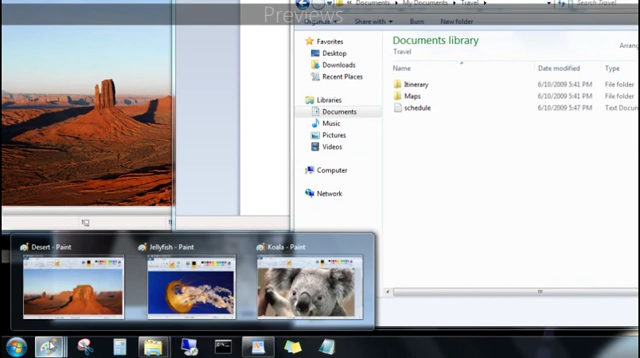 Previews
Documents ▸ My Documents ▸ Travel ▸
Search Travel
Organize ▾ Share with ▾ Burn New folder
Favorites
Desktop
Downloads
Recent Places
Libraries
Documents
Music
Pictures
Videos
Computer
Network
Documents library
Travel
Name Date modified Type
Itinerary 6/10/2009 5:41 PM File folder
Maps 6/10/2009 5:41 PM File folder
schedule 6/10/2009 5:47 PM Text Docu
Desert - Paint Jellyfish - Paint Koala - Paint